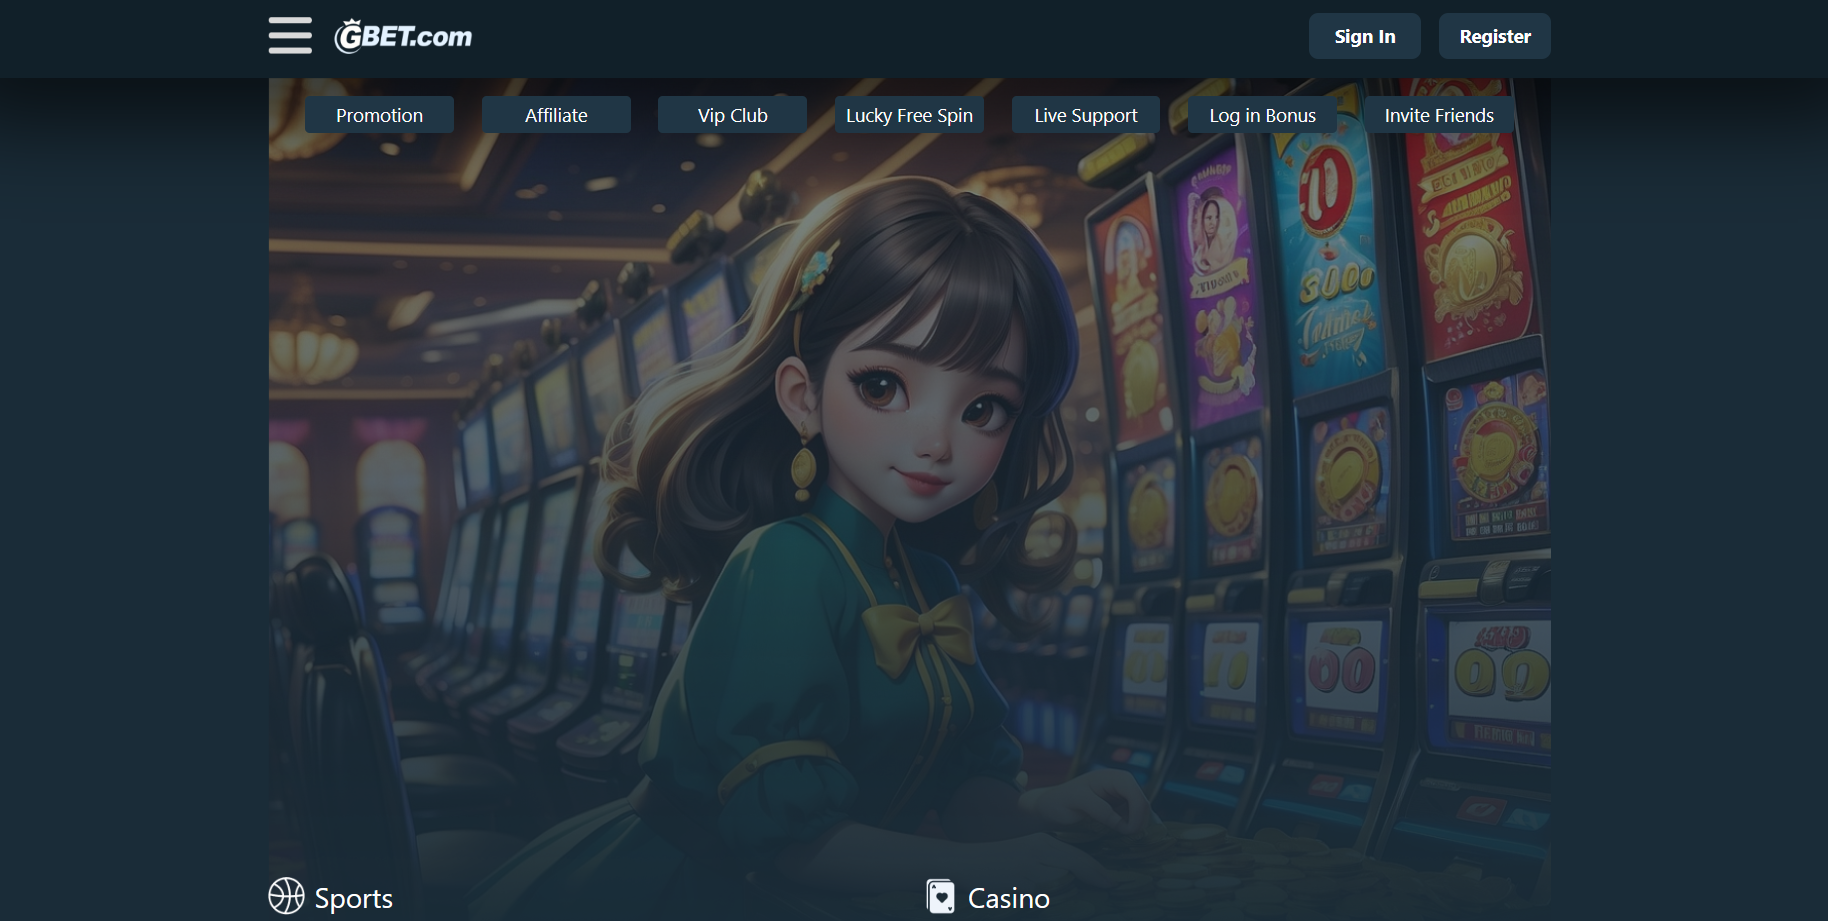 GBET.com
Sign In
Register
Promotion
Affiliate
Vip Club
Lucky Free Spin
Live Support
Log in Bonus
Invite Friends
Sports
Casino